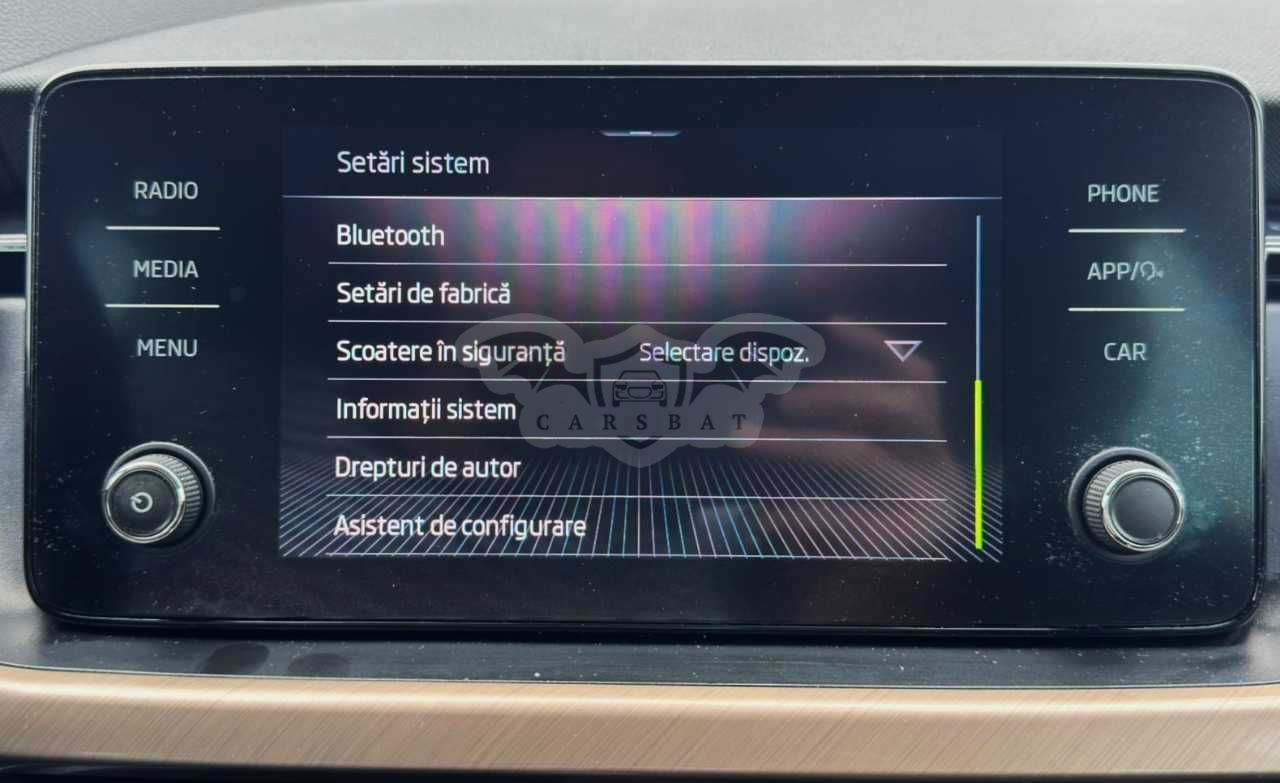 Setări sistem
RADIO
PHONE
Bluetooth
MEDIA
APP/
Setări de fabrică
MENU
Scoatere în siguranță Selectare dispoz.
CAR
Informații sistem
CARSBAT
Drepturi de autor
Asistent de configurare